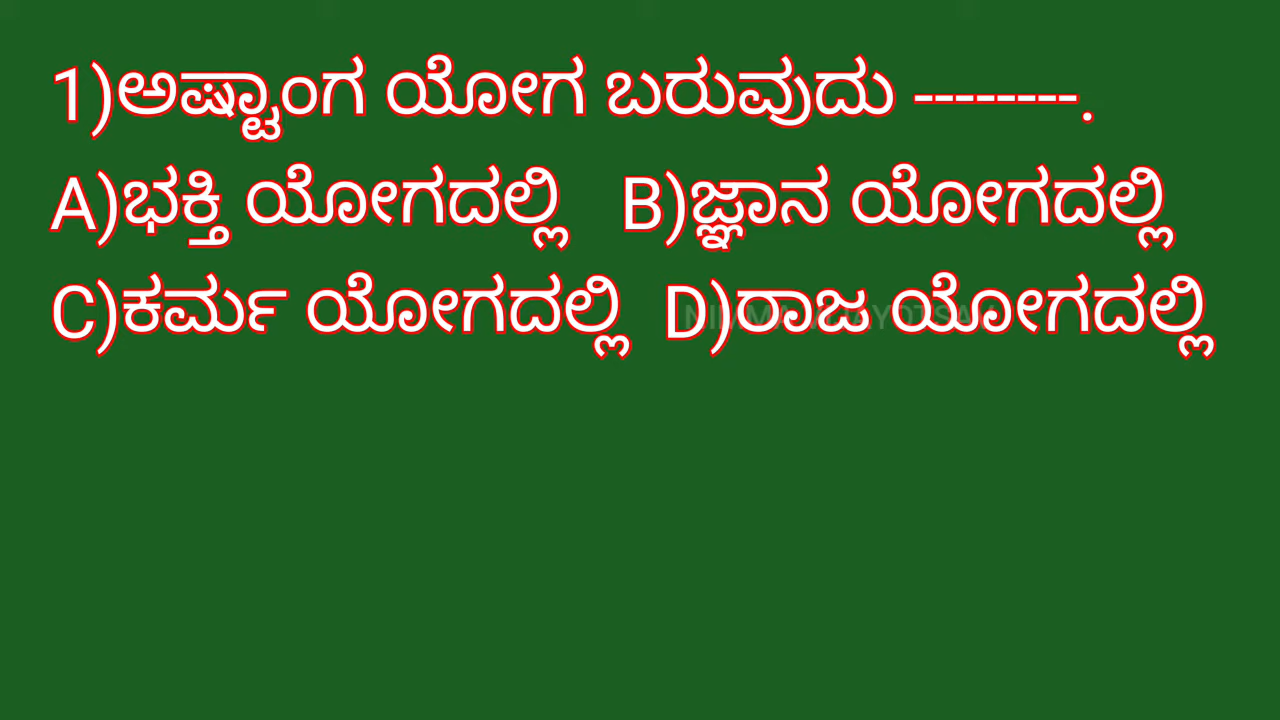 1)ಅಷ್ಟಾಂಗ ಯೋಗ ಬರುವುದು --------.
A)ಭಕ್ತಿ ಯೋಗದಲ್ಲಿ B)ಜ್ಞಾನ ಯೋಗದಲ್ಲಿ
C)ಕರ್ಮ ಯೋಗದಲ್ಲಿ D)ರಾಜ ಯೋಗದಲ್ಲಿ